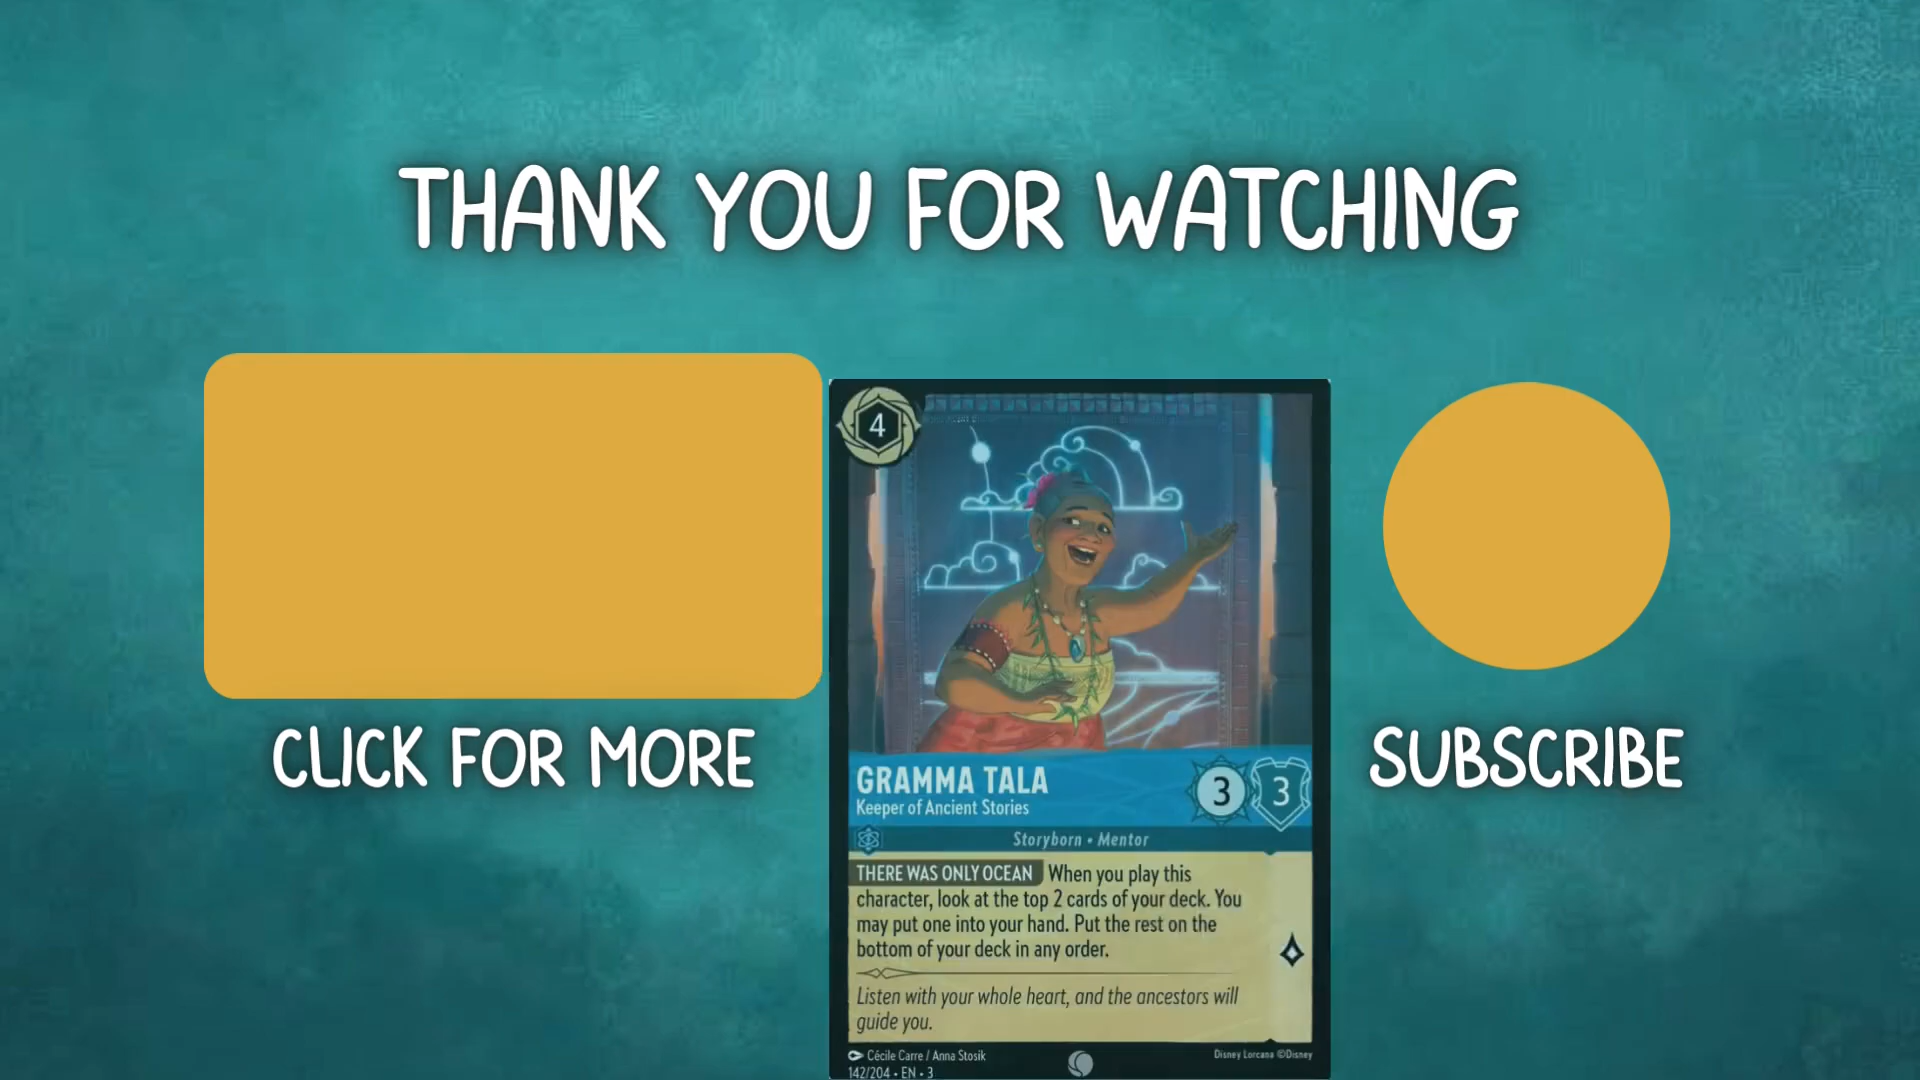 THANK YOU FOR WATCHING
CLICK FOR MORE
SUBSCRIBE
4
GRAMMA TALA
Keeper of Ancient Stories
3 3
Storyborn • Mentor
THERE WAS ONLY OCEAN When you play this
character, look at the top 2 cards of your deck. You
may put one into your hand. Put the rest on the
bottom of your deck in any order.
Listen with your whole heart, and the ancestors will
guide you.
Cécile Carre / Anna Stosik
Disney Lorcana ©Disney
142/204 • EN • 3